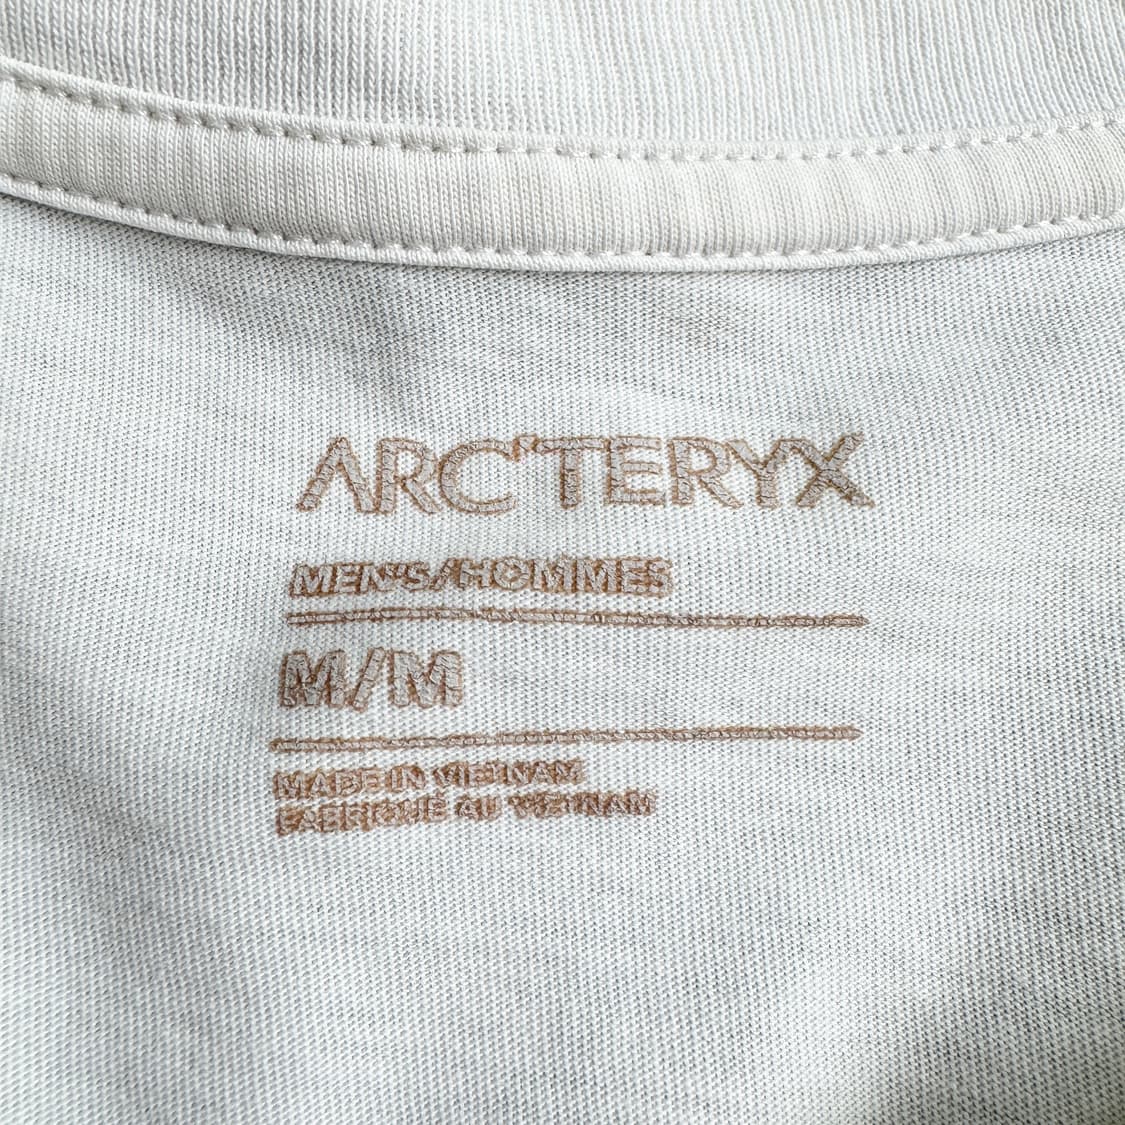 ARC'TERYX
MEN'S/HOMMES
M/M
MADE IN VIETNAM
FABRIQUÉ AU VIETNAM